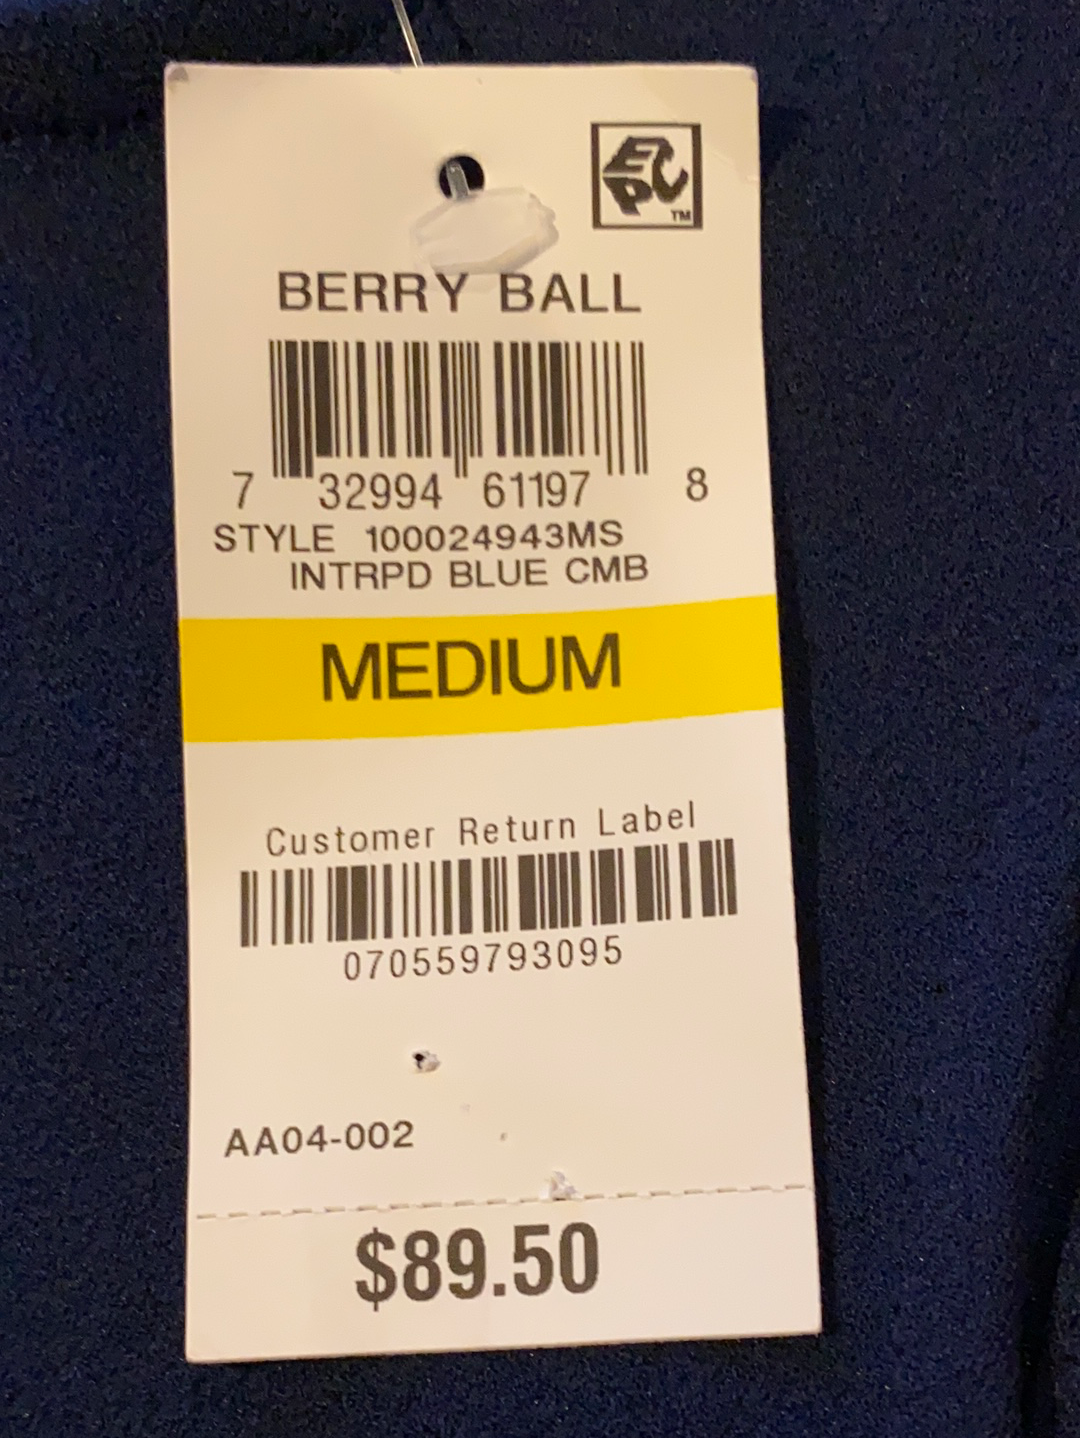 EPC TM
BERRY BALL
7 32994 61197 8
STYLE 100024943MS
INTRPD BLUE CMB
MEDIUM
Customer Return Label
070559793095
AA04-002
$89.50